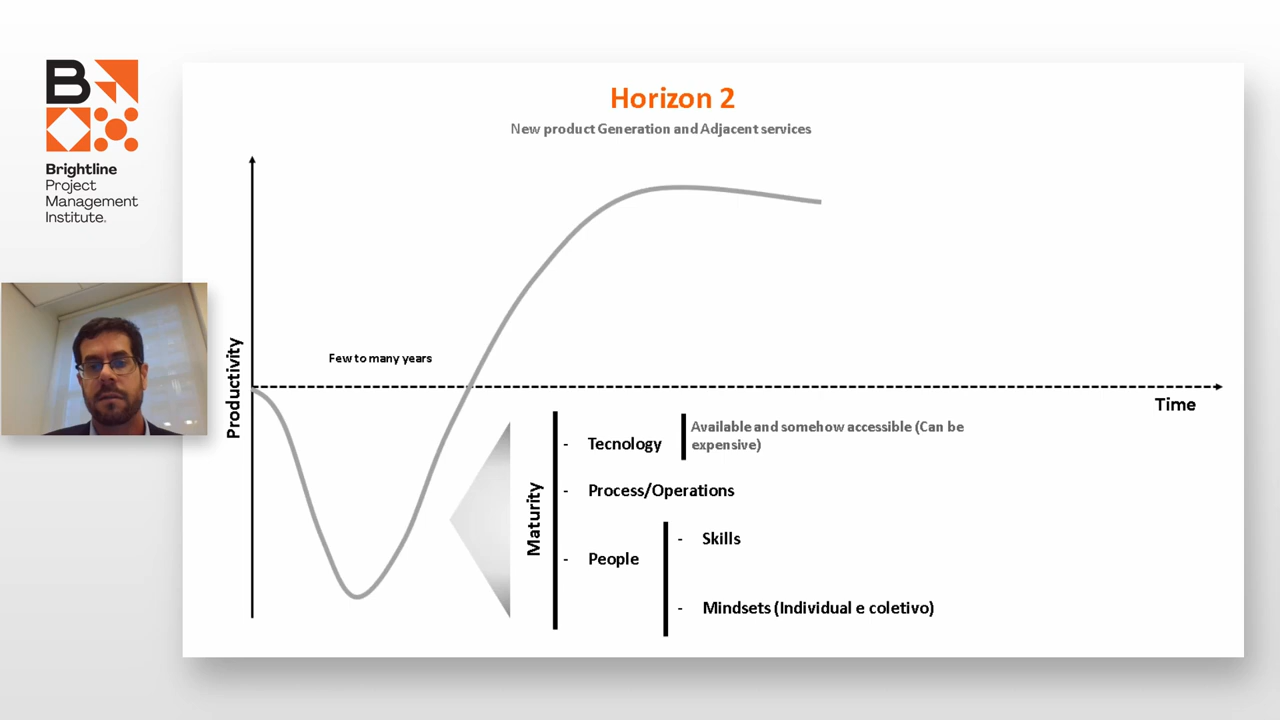 B
Brightline
Project
Management
Institute.
Horizon 2
New product Generation and Adjacent services
Productivity
Few to many years
Time
Maturity
- Tecnology
Available and somehow accessible (Can be
expensive)
- Process/Operations
- People
- Skills
- Mindsets (Individual e coletivo)